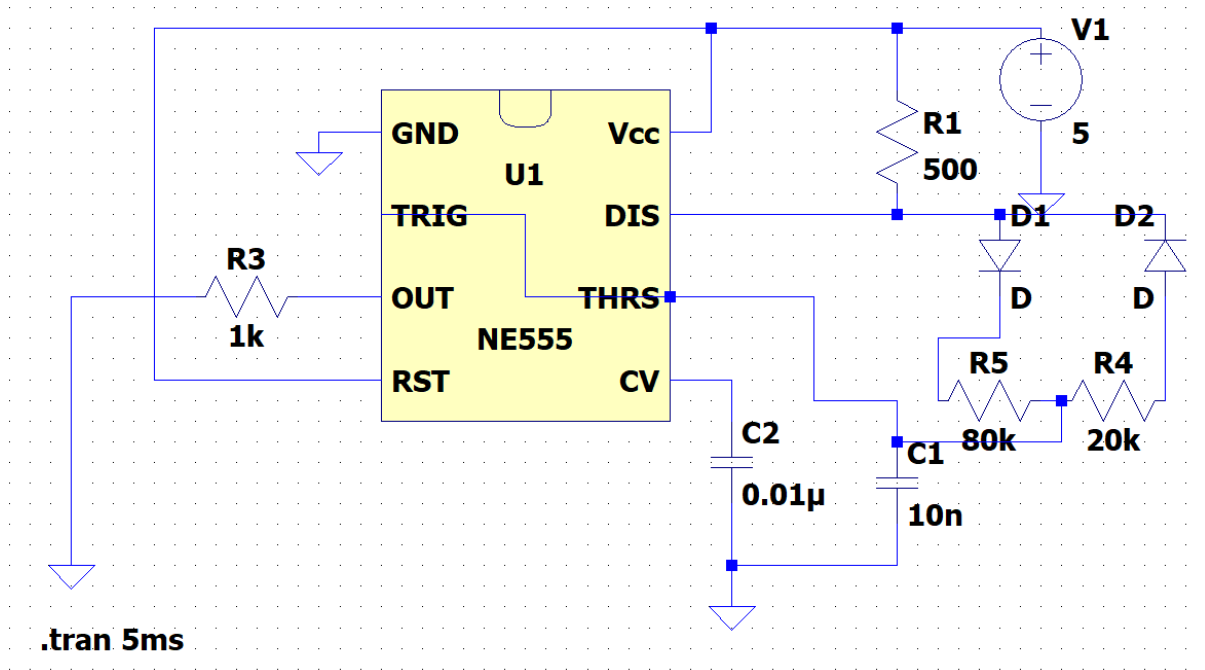 V1
5
R1
500
GND
Vcc
U1
TRIG
DIS
D1
D2
R3
1k
OUT
THRS
D
D
NE555
RST
CV
R5
R4
80k
20k
C2
0.01µ
C1
10n
.tran 5ms